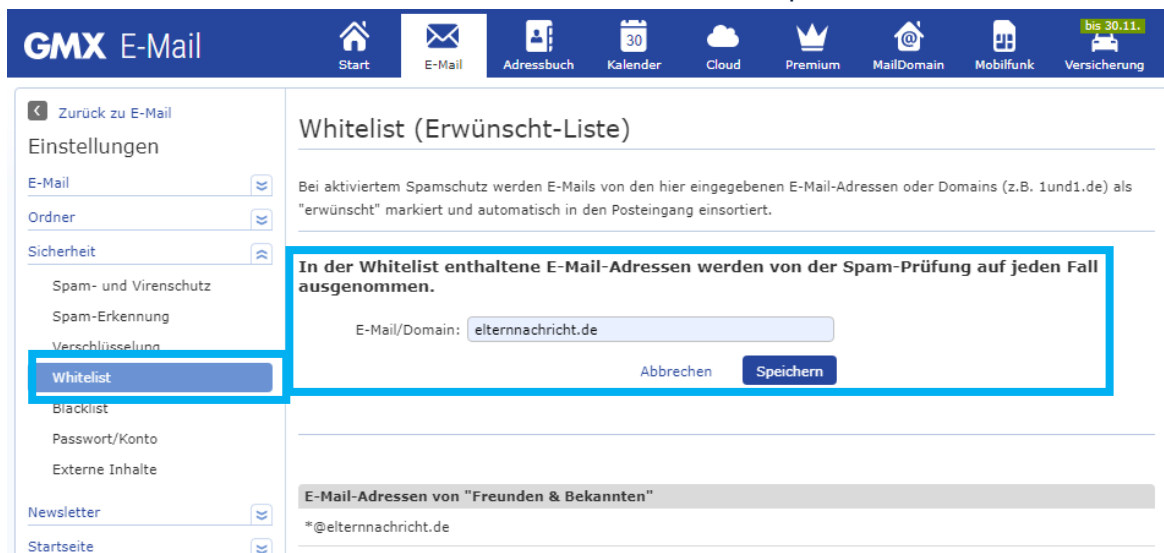 GMX E-Mail
Start
E-Mail
Adressbuch
30
Kalender
Cloud
Premium
@
MailDomain
Mobilfunk
bis 30.11.
Versicherung
Zurück zu E-Mail
Einstellungen
E-Mail
Ordner
Sicherheit
Spam- und Virenschutz
Spam-Erkennung
Verschlüsselung
Whitelist
Blacklist
Passwort/Konto
Externe Inhalte
Newsletter
Startseite
Whitelist (Erwünscht-Liste)
Bei aktiviertem Spamschutz werden E-Mails von den hier eingegebenen E-Mail-Adressen oder Domains (z.B. 1und1.de) als
"erwünscht" markiert und automatisch in den Posteingang einsortiert.
In der Whitelist enthaltene E-Mail-Adressen werden von der Spam-Prüfung auf jeden Fall
ausgenommen.
E-Mail/Domain: elternnachricht.de
Abbrechen Speichern
E-Mail-Adressen von "Freunden & Bekannten"
*@elternnachricht.de